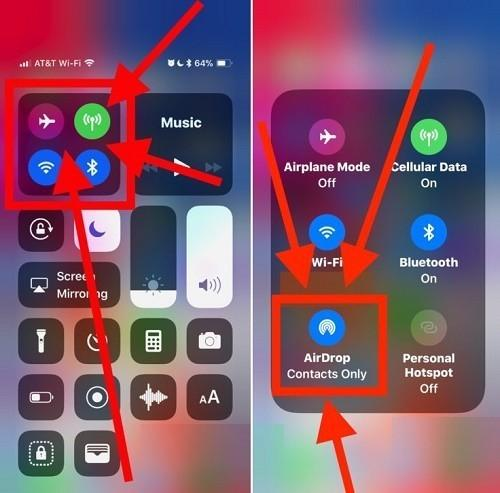 AT&T Wi-Fi
64%
Music
Screen
Mirroring
AA
Airplane Mode
Off
Cellular Data
On
Wi-Fi
Bluetooth
On
AirDrop
Contacts Only
Personal
Hotspot
Off